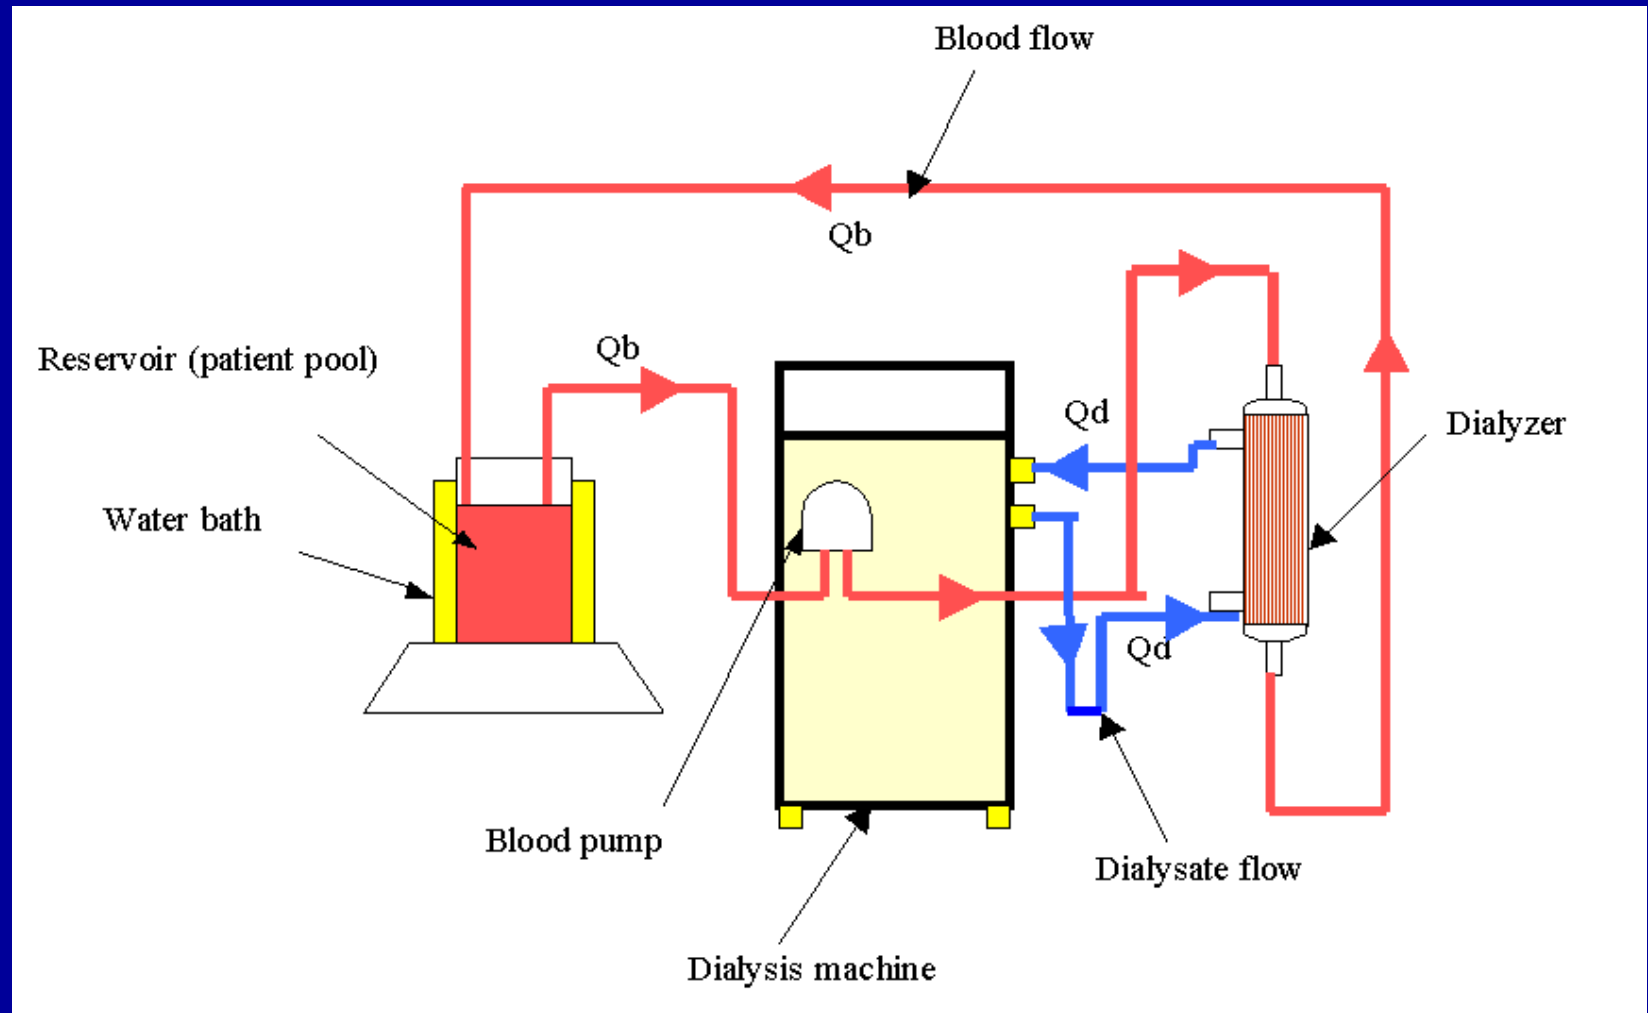 Blood flow
Qb
Qb
Reservoir (patient pool)
Qd
Dialyzer
Water bath
Qd
Blood pump
Dialysate flow
Dialysis machine